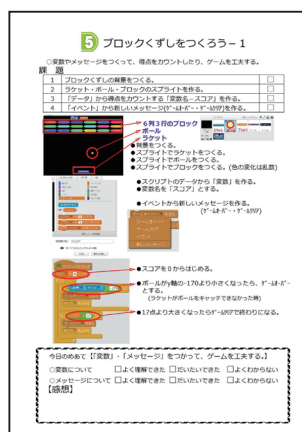 5 ブロックくずしをつくろう－1
○変数やメッセージをつくって、得点をカウントしたり、ゲームを工夫する。
課 題
1 ブロックくずしの背景をつくる。 □
2 ラケット・ボール・ブロックのスプライトを作る。 □
3 「データ」から得点をカウントする「変数名－スコア」を作る。 □
4 「イベント」から新しいメッセージ(ｹﾞｰﾑｵｰﾊﾞｰ・ｹﾞｰﾑｸﾘｱ)を作る。 □
6列3行のブロック
ボール
ラケット
●背景をつくる。
●スプライトでラケットをつくる。
●スプライトでボールをつくる。
●スプライトでブロックをつくる。(色の変化は乱数)
●スクリプトのデータから「変数」を作る。
変数名を「スコア」とする。
●イベントから新しいメッセージを作る。
(ｹﾞｰﾑｵｰﾊﾞｰ・ｹﾞｰﾑｸﾘｱ)
●スコアを0からはじめる。
●ボールがy軸の-170より小さくなったら、ｹﾞｰﾑｵｰﾊﾞｰ
とする。
(ラケットがボールをキャッチできなかった時)
●17点より大きくなったらｹﾞｰﾑｸﾘｱで終わりになる。
今日のめあて【「変数」・「メッセージ」をつかって、ゲームを工夫する。】
○変数について □よく理解できた □だいたいできた □よくわからない
○メッセージについて □よく理解できた □だいたいできた □よくわからない
【感想】